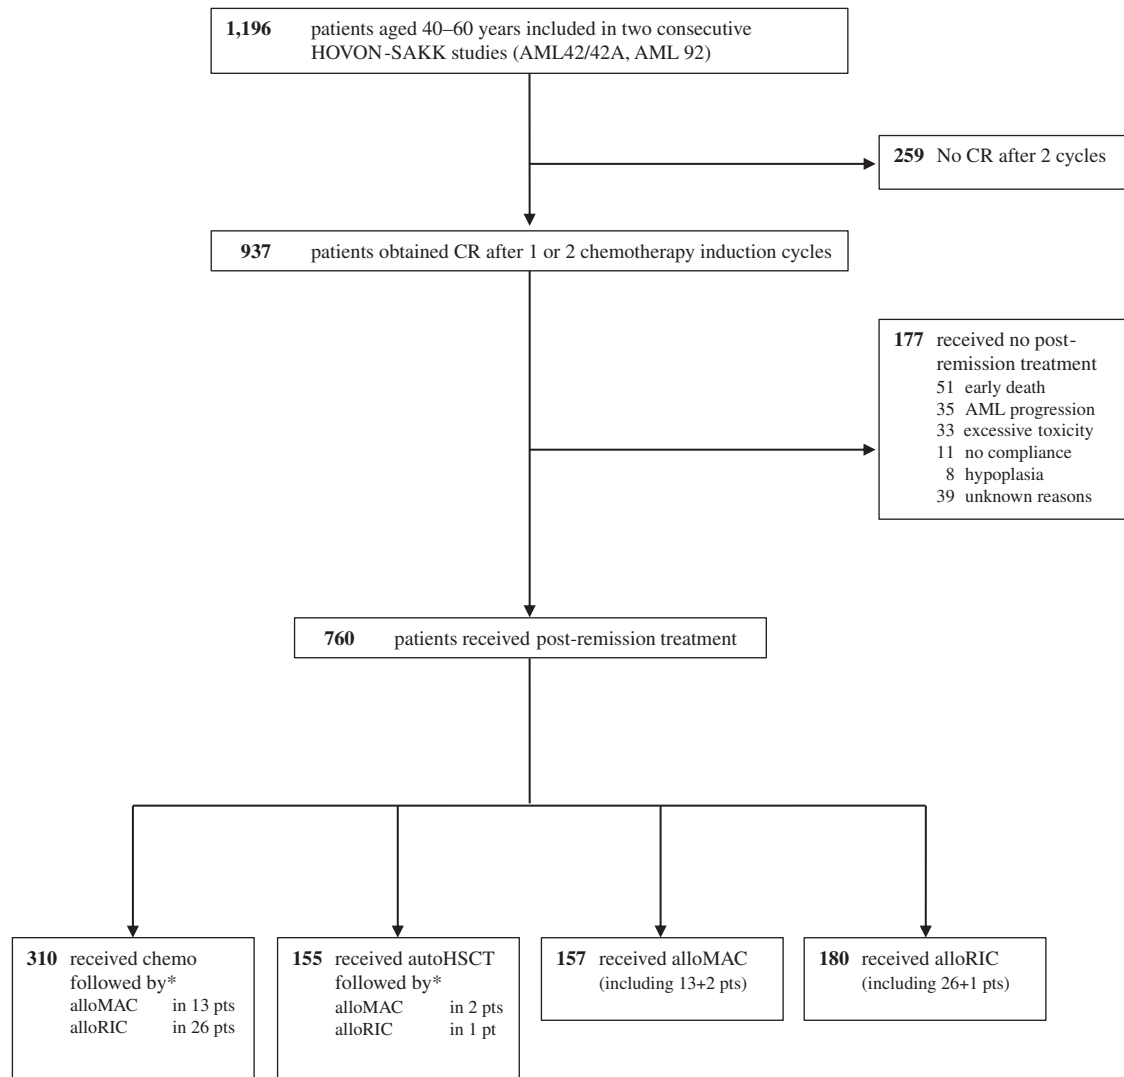 1,196 patients aged 40–60 years included in two consecutive
HOVON-SAKK studies (AML42/42A, AML 92)
259 No CR after 2 cycles
937 patients obtained CR after 1 or 2 chemotherapy induction cycles
177 received no post-
remission treatment
51 early death
35 AML progression
33 excessive toxicity
11 no compliance
8 hypoplasia
39 unknown reasons
760 patients received post-remission treatment
310 received chemo
followed by*
alloMAC in 13 pts
alloRIC in 26 pts
155 received autoHSCT
followed by*
alloMAC in 2 pts
alloRIC in 1 pt
157 received alloMAC
(including 13+2 pts)
180 received alloRIC
(including 26+1 pts)